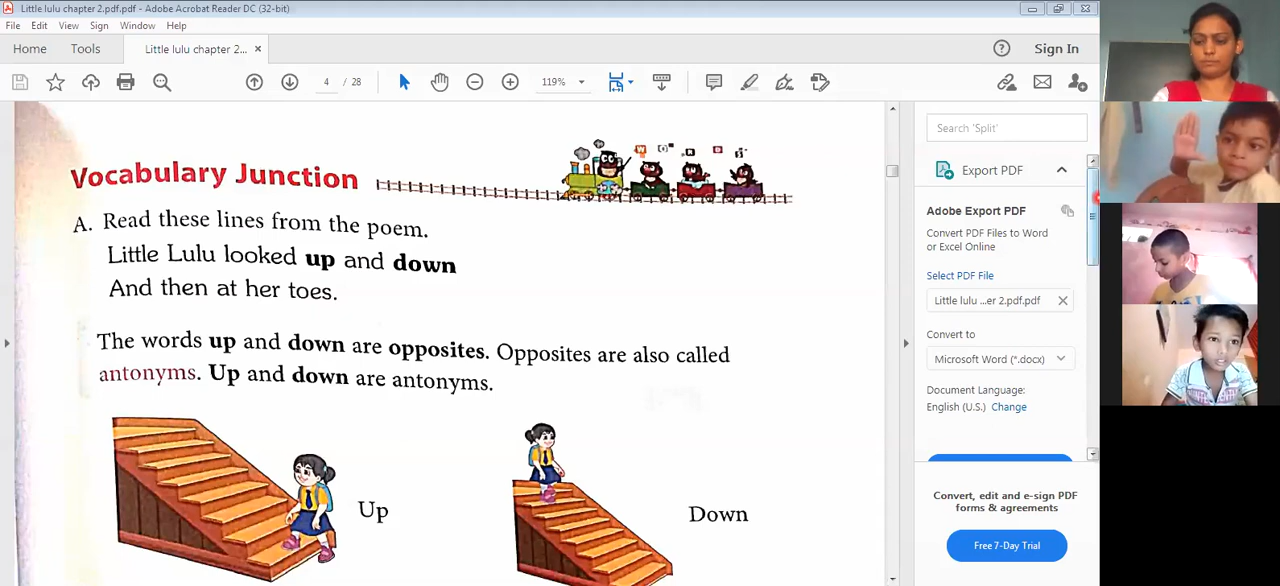 Little lulu chapter 2.pdf.pdf - Adobe Acrobat Reader DC (32-bit)
File Edit View Sign Window Help
Home Tools Little lulu chapter 2... × Sign In
4 / 28 119%
Vocabulary Junction
A. Read these lines from the poem.
Little Lulu looked up and down
And then at her toes.
The words up and down are opposites. Opposites are also called
antonyms. Up and down are antonyms.
Up
Down
Search 'Split'
Export PDF
Adobe Export PDF
Convert PDF Files to Word
or Excel Online
Select PDF File
Little lulu ...er 2.pdf.pdf
Convert to
Microsoft Word (*.docx)
Document Language:
English (U.S.) Change
Convert, edit and e-sign PDF
forms & agreements
Free 7-Day Trial